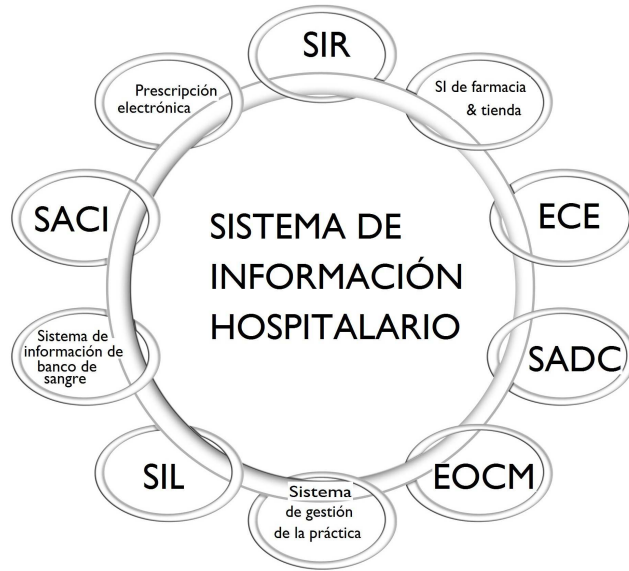 SIR
Prescripción
electrónica
SI de farmacia
& tienda
SACI
ECE
SISTEMA DE
INFORMACIÓN
HOSPITALARIO
Sistema de
información de
banco de
sangre
SADC
SIL
EOCM
Sistema
de gestión
de la práctica